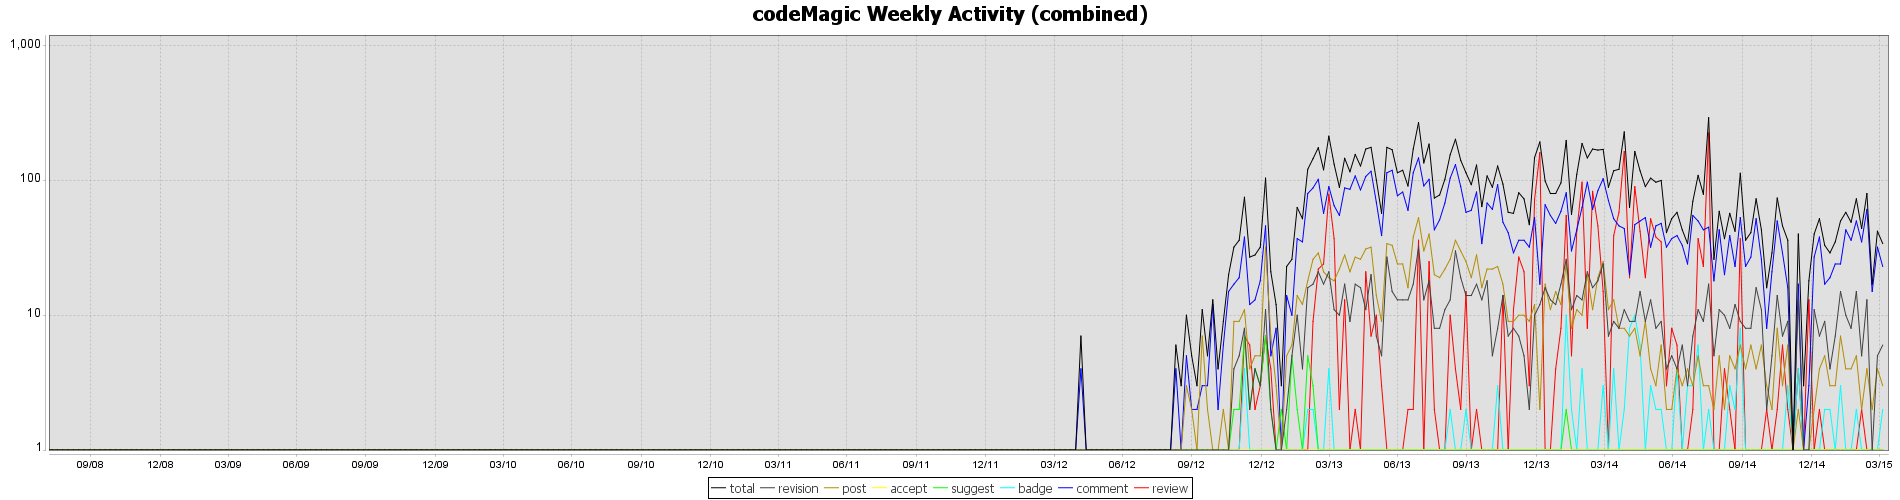 codeMagic Weekly Activity (combined)
1,000
100
10
1
09/08 12/08 03/09 06/09 09/09 12/09 03/10 06/10 09/10 12/10 03/11 06/11 09/11 12/11 03/12 06/12 09/12 12/12 03/13 06/13 09/13 12/13 03/14 06/14 09/14 12/14 03/15
total revision post accept suggest badge comment review